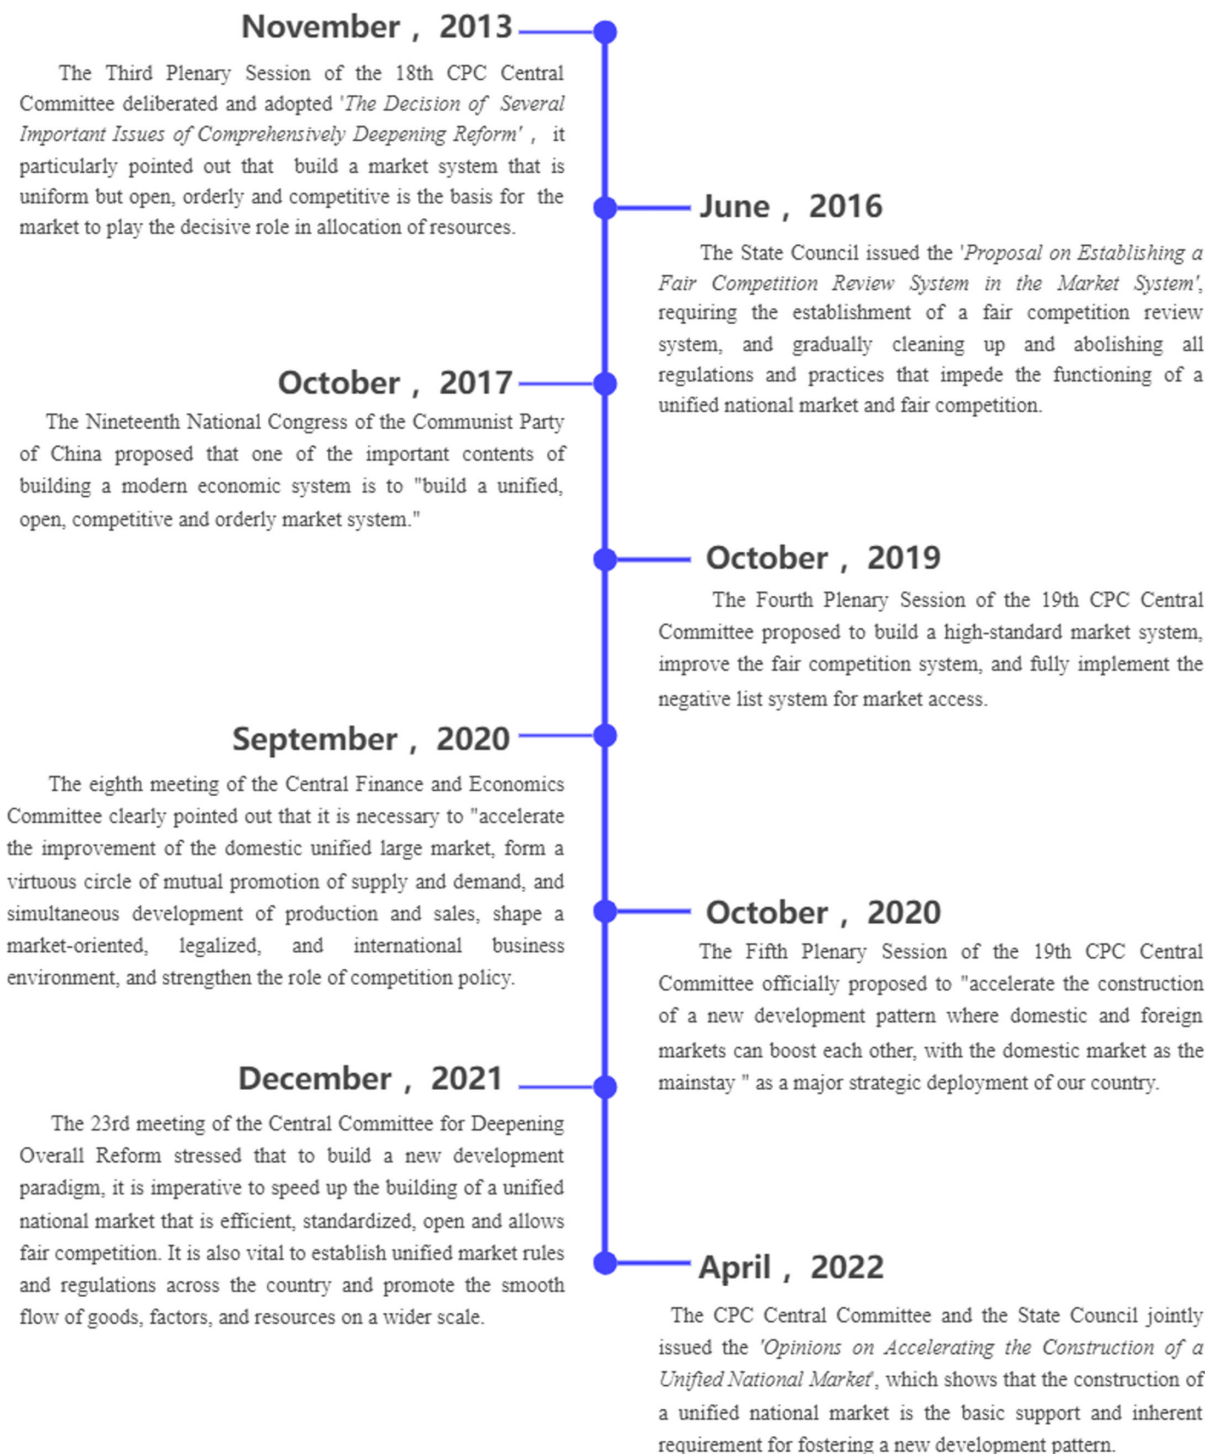 November， 2013
The Third Plenary Session of the 18th CPC Central
Committee deliberated and adopted 'The Decision of Several
Important Issues of Comprehensively Deepening Reform' , it
particularly pointed out that build a market system that is
uniform but open, orderly and competitive is the basis for the
market to play the decisive role in allocation of resources.
June， 2016
The State Council issued the 'Proposal on Establishing a
Fair Competition Review System in the Market System',
requiring the establishment of a fair competition review
system, and gradually cleaning up and abolishing all
regulations and practices that impede the functioning of a
unified national market and fair competition.
October， 2017
The Nineteenth National Congress of the Communist Party
of China proposed that one of the important contents of
building a modern economic system is to "build a unified,
open, competitive and orderly market system."
October， 2019
The Fourth Plenary Session of the 19th CPC Central
Committee proposed to build a high-standard market system,
improve the fair competition system, and fully implement the
negative list system for market access.
September， 2020
The eighth meeting of the Central Finance and Economics
Committee clearly pointed out that it is necessary to "accelerate
the improvement of the domestic unified large market, form a
virtuous circle of mutual promotion of supply and demand, and
simultaneous development of production and sales, shape a
market-oriented, legalized, and international business
environment, and strengthen the role of competition policy.
October， 2020
The Fifth Plenary Session of the 19th CPC Central
Committee officially proposed to "accelerate the construction
of a new development pattern where domestic and foreign
markets can boost each other, with the domestic market as the
mainstay " as a major strategic deployment of our country.
December， 2021
The 23rd meeting of the Central Committee for Deepening
Overall Reform stressed that to build a new development
paradigm, it is imperative to speed up the building of a unified
national market that is efficient, standardized, open and allows
fair competition. It is also vital to establish unified market rules
and regulations across the country and promote the smooth
flow of goods, factors, and resources on a wider scale.
April， 2022
The CPC Central Committee and the State Council jointly
issued the 'Opinions on Accelerating the Construction of a
Unified National Market', which shows that the construction of
a unified national market is the basic support and inherent
requirement for fostering a new development pattern.